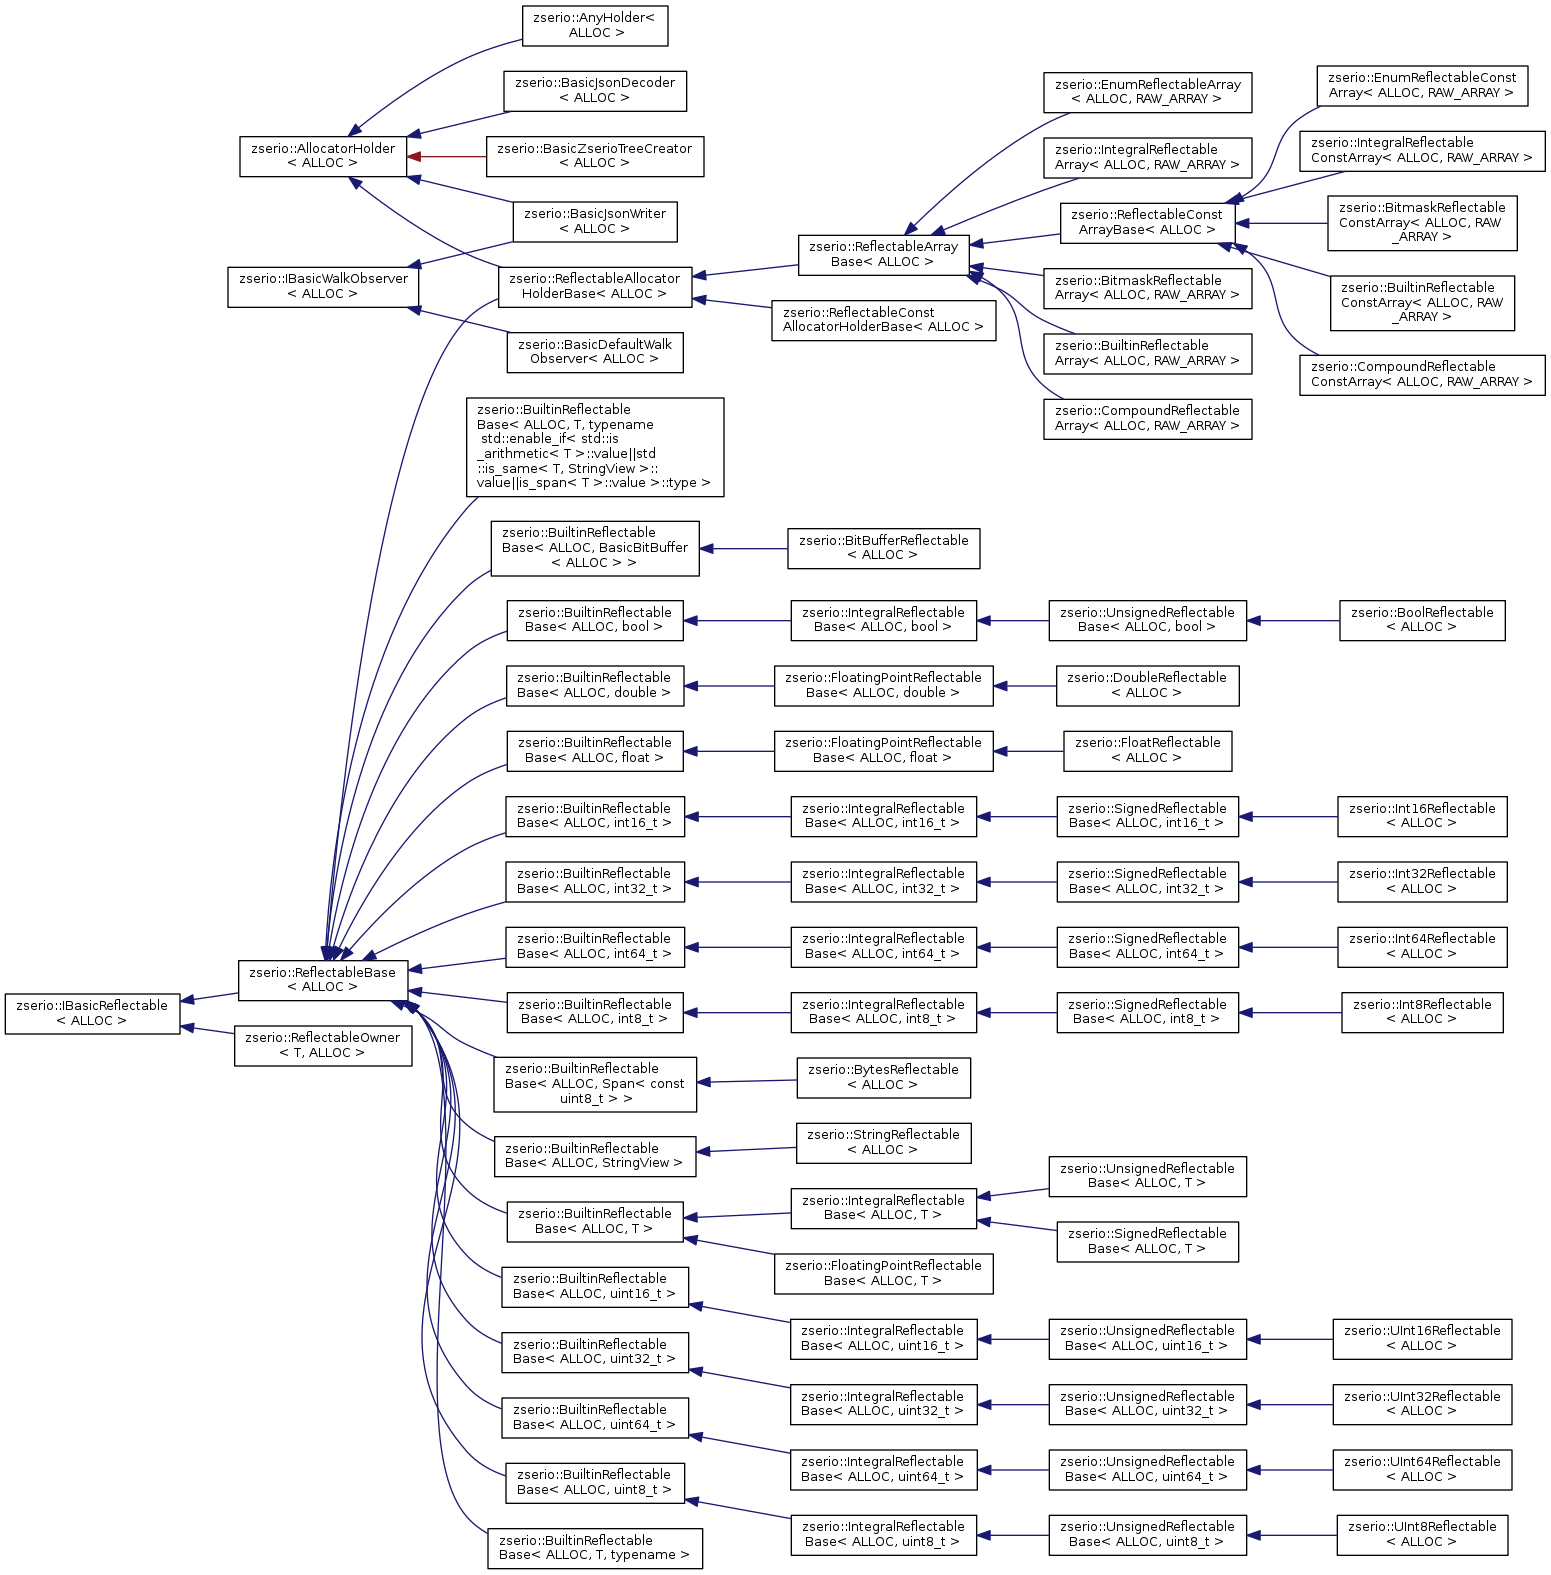 zserio::AnyHolder<
ALLOC >
zserio::BasicJsonDecoder
< ALLOC >
zserio::AllocatorHolder
< ALLOC >
zserio::BasicZserioTreeCreator
< ALLOC >
zserio::BasicJsonWriter
< ALLOC >
zserio::IBasicWalkObserver
< ALLOC >
zserio::ReflectableAllocator
HolderBase< ALLOC >
zserio::BasicDefaultWalk
Observer< ALLOC >
zserio::ReflectableArray
Base< ALLOC >
zserio::ReflectableConst
AllocatorHolderBase< ALLOC >
zserio::EnumReflectableArray
< ALLOC, RAW_ARRAY >
zserio::IntegralReflectable
Array< ALLOC, RAW_ARRAY >
zserio::ReflectableConst
ArrayBase< ALLOC >
zserio::BitmaskReflectable
Array< ALLOC, RAW_ARRAY >
zserio::BuiltinReflectable
Array< ALLOC, RAW_ARRAY >
zserio::CompoundReflectable
Array< ALLOC, RAW_ARRAY >
zserio::EnumReflectableConst
Array< ALLOC, RAW_ARRAY >
zserio::IntegralReflectable
ConstArray< ALLOC, RAW_ARRAY >
zserio::BitmaskReflectable
ConstArray< ALLOC, RAW
_ARRAY >
zserio::BuiltinReflectable
ConstArray< ALLOC, RAW
_ARRAY >
zserio::CompoundReflectable
ConstArray< ALLOC, RAW_ARRAY >
zserio::BuiltinReflectable
Base< ALLOC, T, typename
std::enable_if< std::is
_arithmetic< T >::value||std
::is_same< T, StringView >::
value||is_span< T >::value >::type >
zserio::BuiltinReflectable
Base< ALLOC, BasicBitBuffer
< ALLOC > >
zserio::BitBufferReflectable
< ALLOC >
zserio::BuiltinReflectable
Base< ALLOC, bool >
zserio::IntegralReflectable
Base< ALLOC, bool >
zserio::UnsignedReflectable
Base< ALLOC, bool >
zserio::BoolReflectable
< ALLOC >
zserio::BuiltinReflectable
Base< ALLOC, double >
zserio::FloatingPointReflectable
Base< ALLOC, double >
zserio::DoubleReflectable
< ALLOC >
zserio::BuiltinReflectable
Base< ALLOC, float >
zserio::FloatingPointReflectable
Base< ALLOC, float >
zserio::FloatReflectable
< ALLOC >
zserio::BuiltinReflectable
Base< ALLOC, int16_t >
zserio::IntegralReflectable
Base< ALLOC, int16_t >
zserio::SignedReflectable
Base< ALLOC, int16_t >
zserio::Int16Reflectable
< ALLOC >
zserio::BuiltinReflectable
Base< ALLOC, int32_t >
zserio::IntegralReflectable
Base< ALLOC, int32_t >
zserio::SignedReflectable
Base< ALLOC, int32_t >
zserio::Int32Reflectable
< ALLOC >
zserio::BuiltinReflectable
Base< ALLOC, int64_t >
zserio::IntegralReflectable
Base< ALLOC, int64_t >
zserio::SignedReflectable
Base< ALLOC, int64_t >
zserio::Int64Reflectable
< ALLOC >
zserio::ReflectableBase
< ALLOC >
zserio::IBasicReflectable
< ALLOC >
zserio::ReflectableOwner
< T, ALLOC >
zserio::BuiltinReflectable
Base< ALLOC, int8_t >
zserio::IntegralReflectable
Base< ALLOC, int8_t >
zserio::SignedReflectable
Base< ALLOC, int8_t >
zserio::Int8Reflectable
< ALLOC >
zserio::BuiltinReflectable
Base< ALLOC, Span< const
uint8_t > >
zserio::BytesReflectable
< ALLOC >
zserio::BuiltinReflectable
Base< ALLOC, StringView >
zserio::StringReflectable
< ALLOC >
zserio::BuiltinReflectable
Base< ALLOC, T >
zserio::IntegralReflectable
Base< ALLOC, T >
zserio::UnsignedReflectable
Base< ALLOC, T >
zserio::SignedReflectable
Base< ALLOC, T >
zserio::FloatingPointReflectable
Base< ALLOC, T >
zserio::BuiltinReflectable
Base< ALLOC, uint16_t >
zserio::IntegralReflectable
Base< ALLOC, uint16_t >
zserio::UnsignedReflectable
Base< ALLOC, uint16_t >
zserio::UInt16Reflectable
< ALLOC >
zserio::BuiltinReflectable
Base< ALLOC, uint32_t >
zserio::IntegralReflectable
Base< ALLOC, uint32_t >
zserio::UnsignedReflectable
Base< ALLOC, uint32_t >
zserio::UInt32Reflectable
< ALLOC >
zserio::BuiltinReflectable
Base< ALLOC, uint64_t >
zserio::IntegralReflectable
Base< ALLOC, uint64_t >
zserio::UnsignedReflectable
Base< ALLOC, uint64_t >
zserio::UInt64Reflectable
< ALLOC >
zserio::BuiltinReflectable
Base< ALLOC, uint8_t >
zserio::IntegralReflectable
Base< ALLOC, uint8_t >
zserio::UnsignedReflectable
Base< ALLOC, uint8_t >
zserio::UInt8Reflectable
< ALLOC >
zserio::BuiltinReflectable
Base< ALLOC, T, typename >